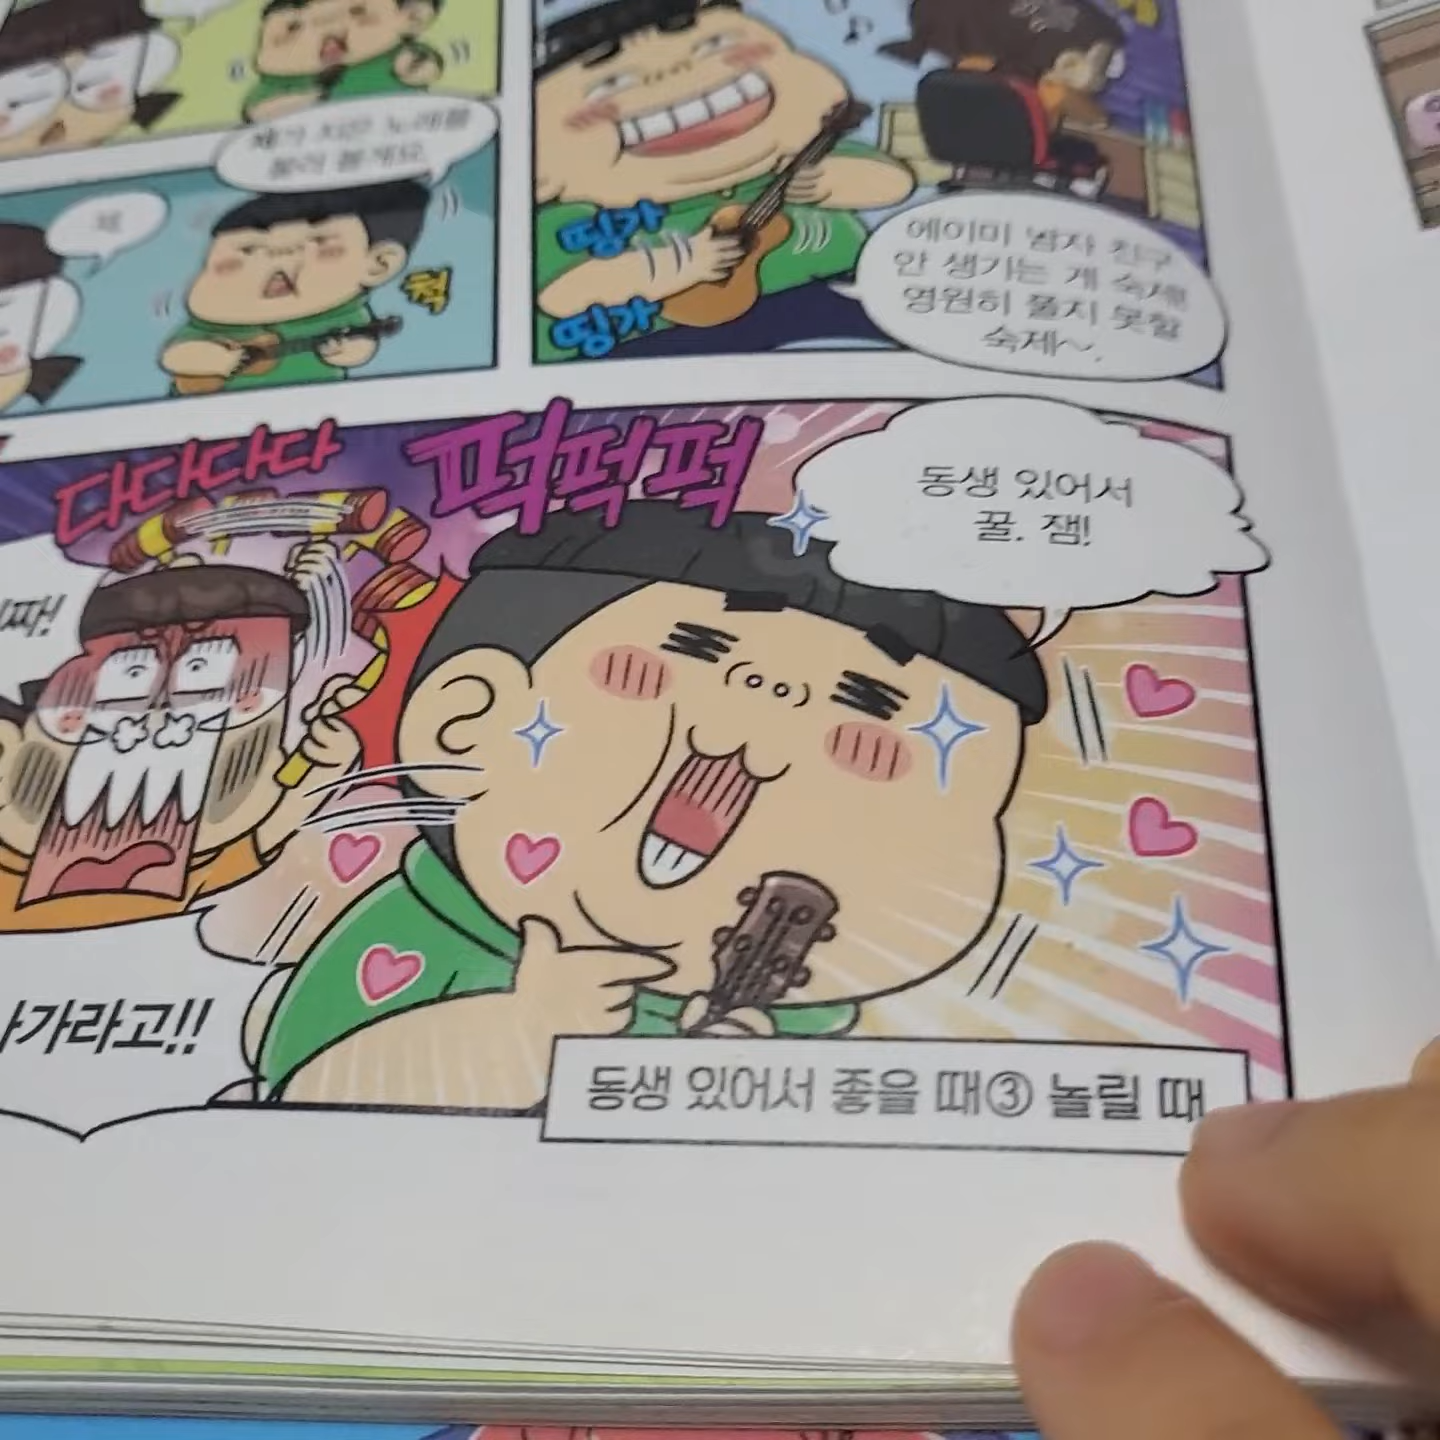 제가 지은 노래를
불러 볼게요.
네
척
띵가
띵가
에이미 남자 친구
안 생기는 게 숙제!
영원히 풀지 못할
숙제~.
다다다다
퍽퍽퍽
동생 있어서
꿀. 잼!
가라고!!
동생 있어서 좋을 때③ 놀릴 때